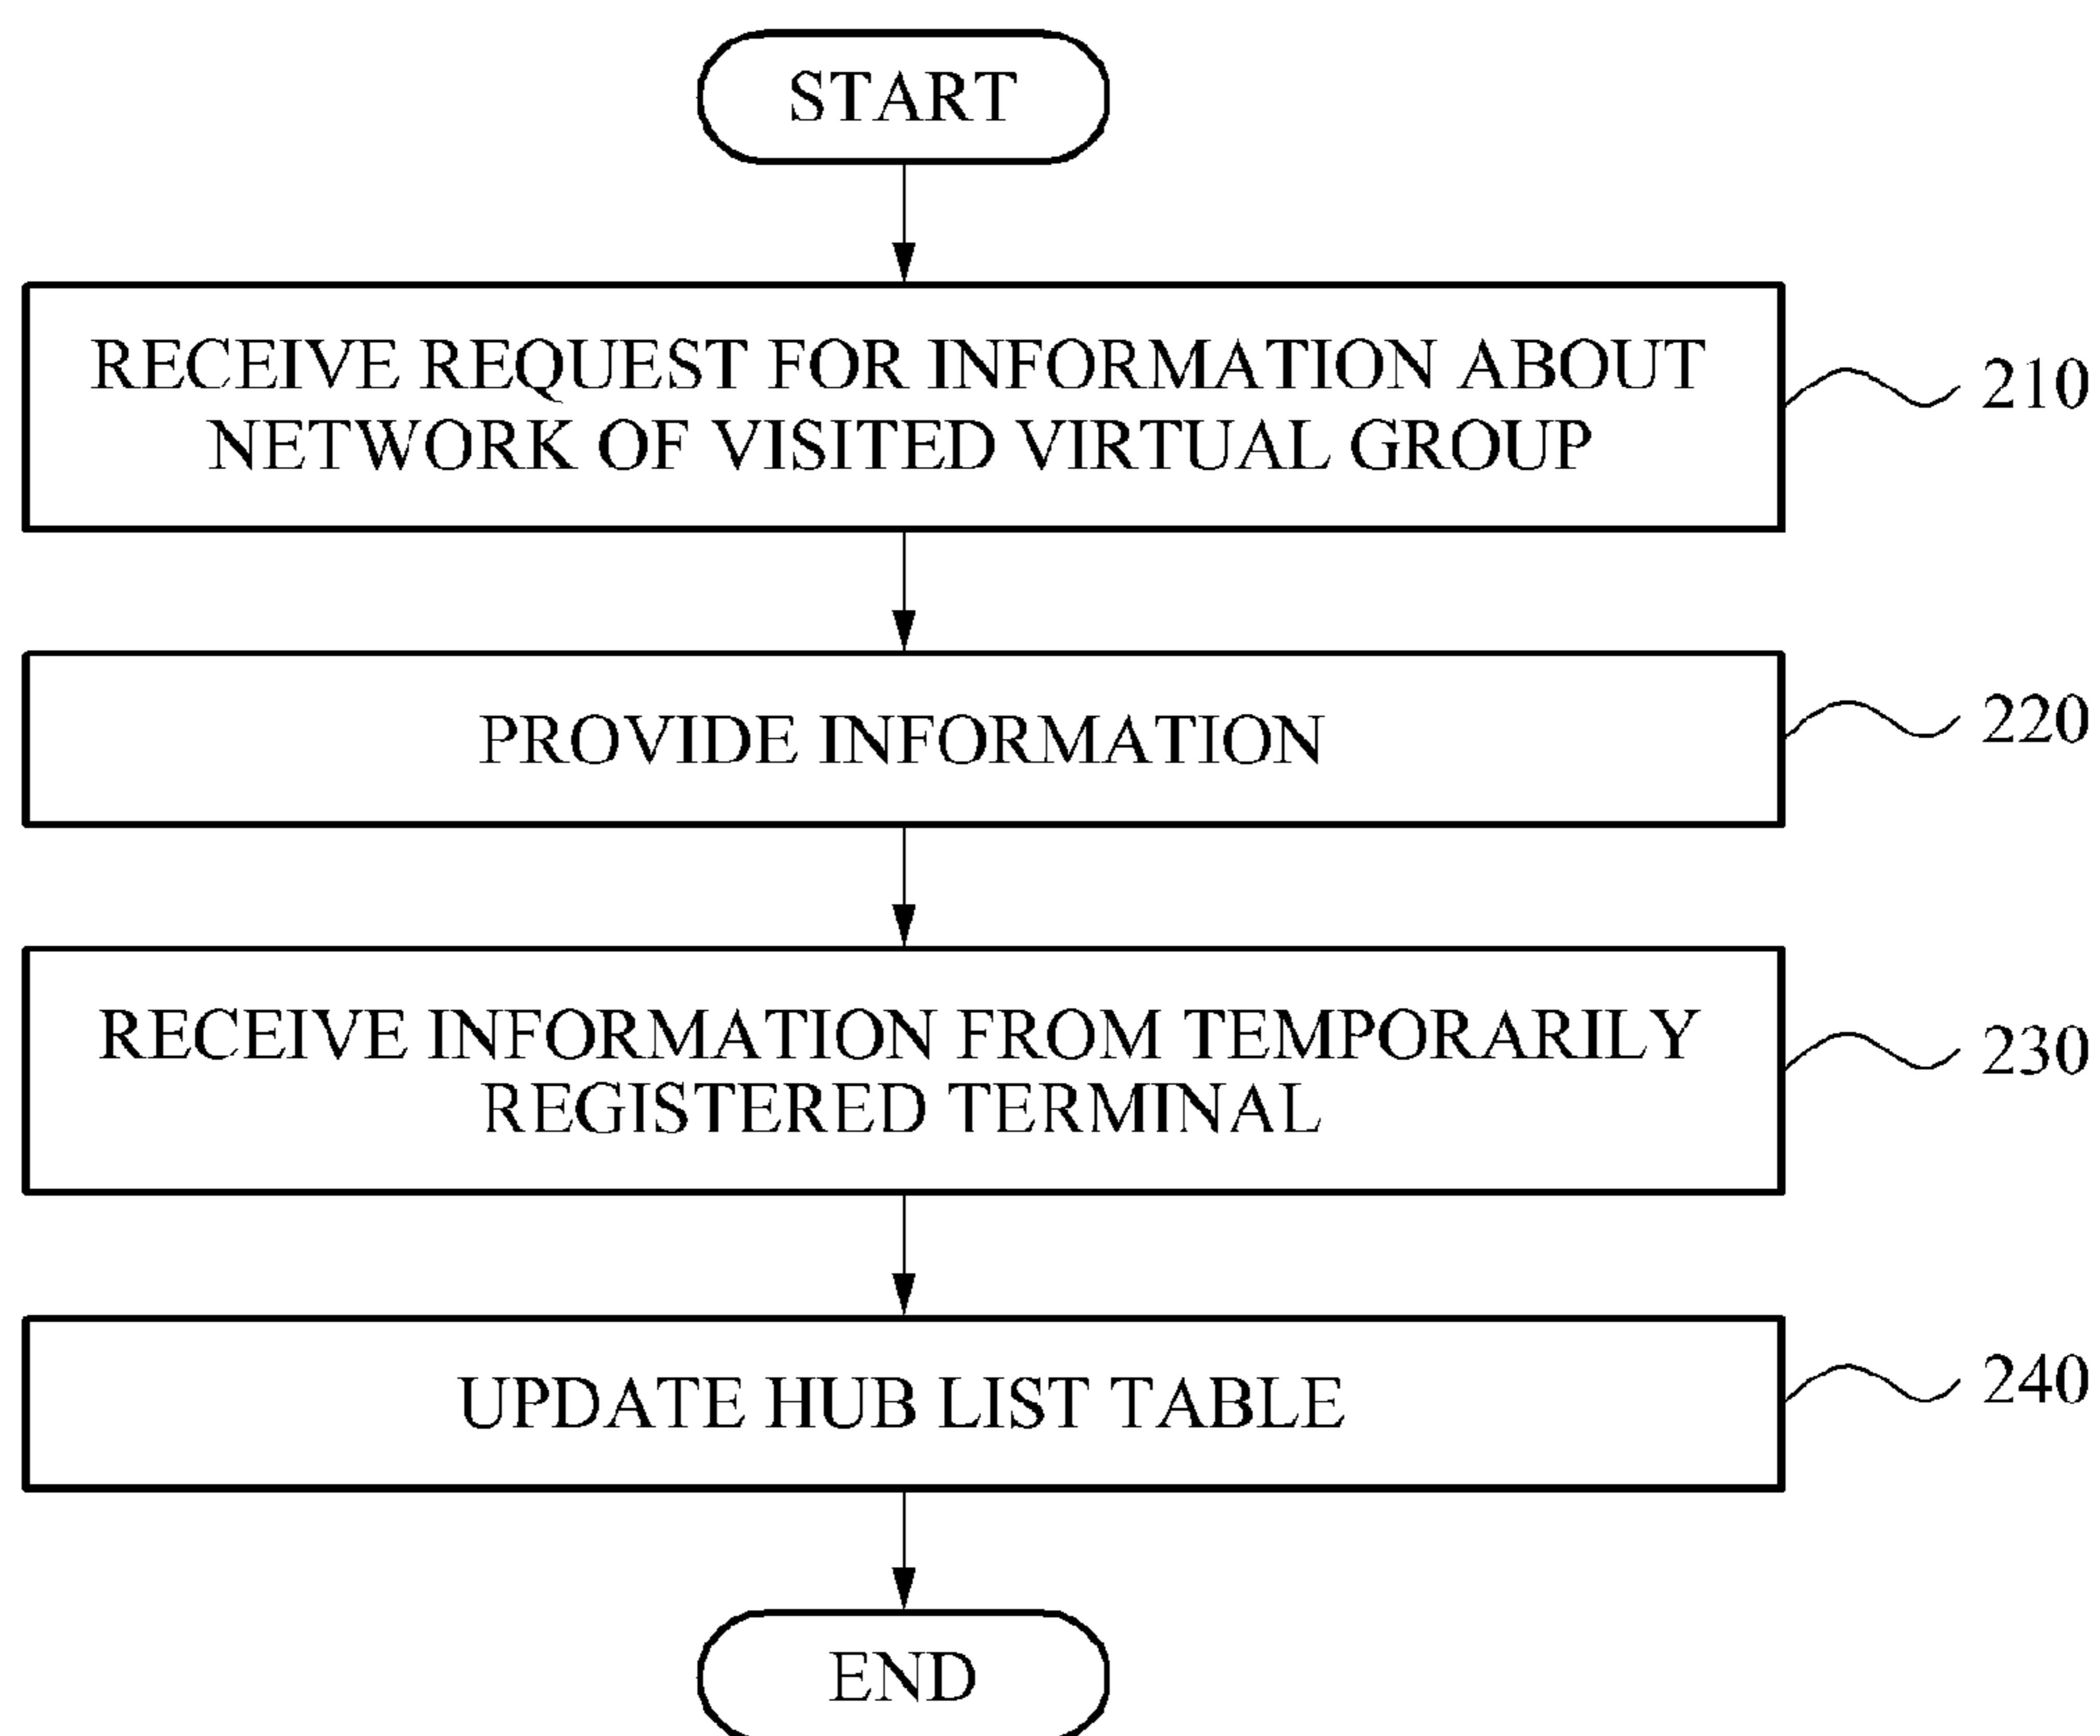 START
RECEIVE REQUEST FOR INFORMATION ABOUT
NETWORK OF VISITED VIRTUAL GROUP
210
PROVIDE INFORMATION
220
RECEIVE INFORMATION FROM TEMPORARILY
REGISTERED TERMINAL
230
UPDATE HUB LIST TABLE
240
END